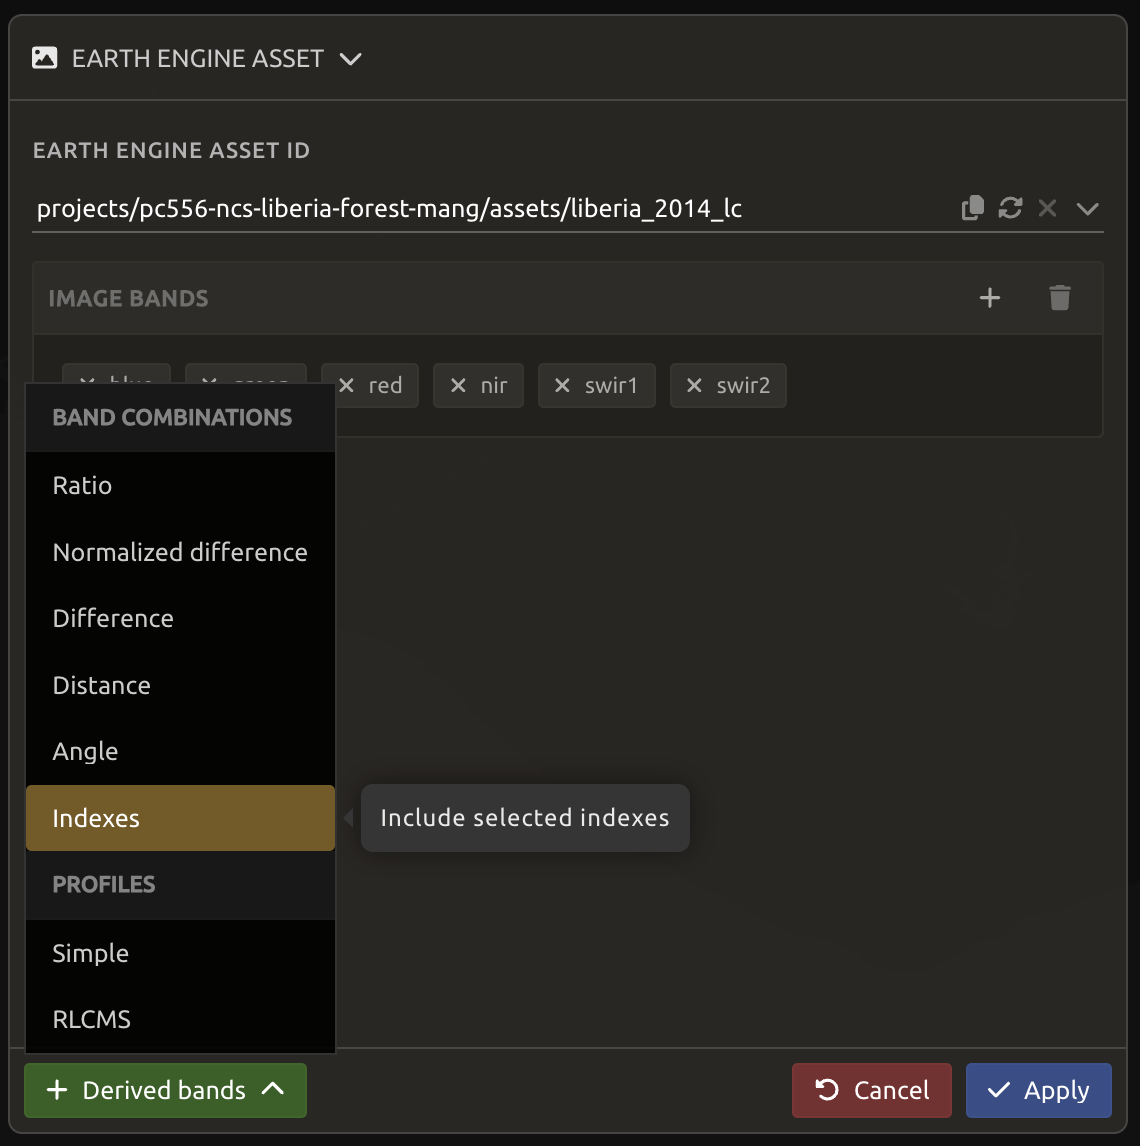 EARTH ENGINE ASSET
EARTH ENGINE ASSET ID
projects/pc556-ncs-liberia-forest-mang/assets/liberia_2014_lc
IMAGE BANDS
blue green red nir swir1 swir2
BAND COMBINATIONS
Ratio
Normalized difference
Difference
Distance
Angle
Indexes
Include selected indexes
PROFILES
Simple
RLCMS
Derived bands Cancel Apply